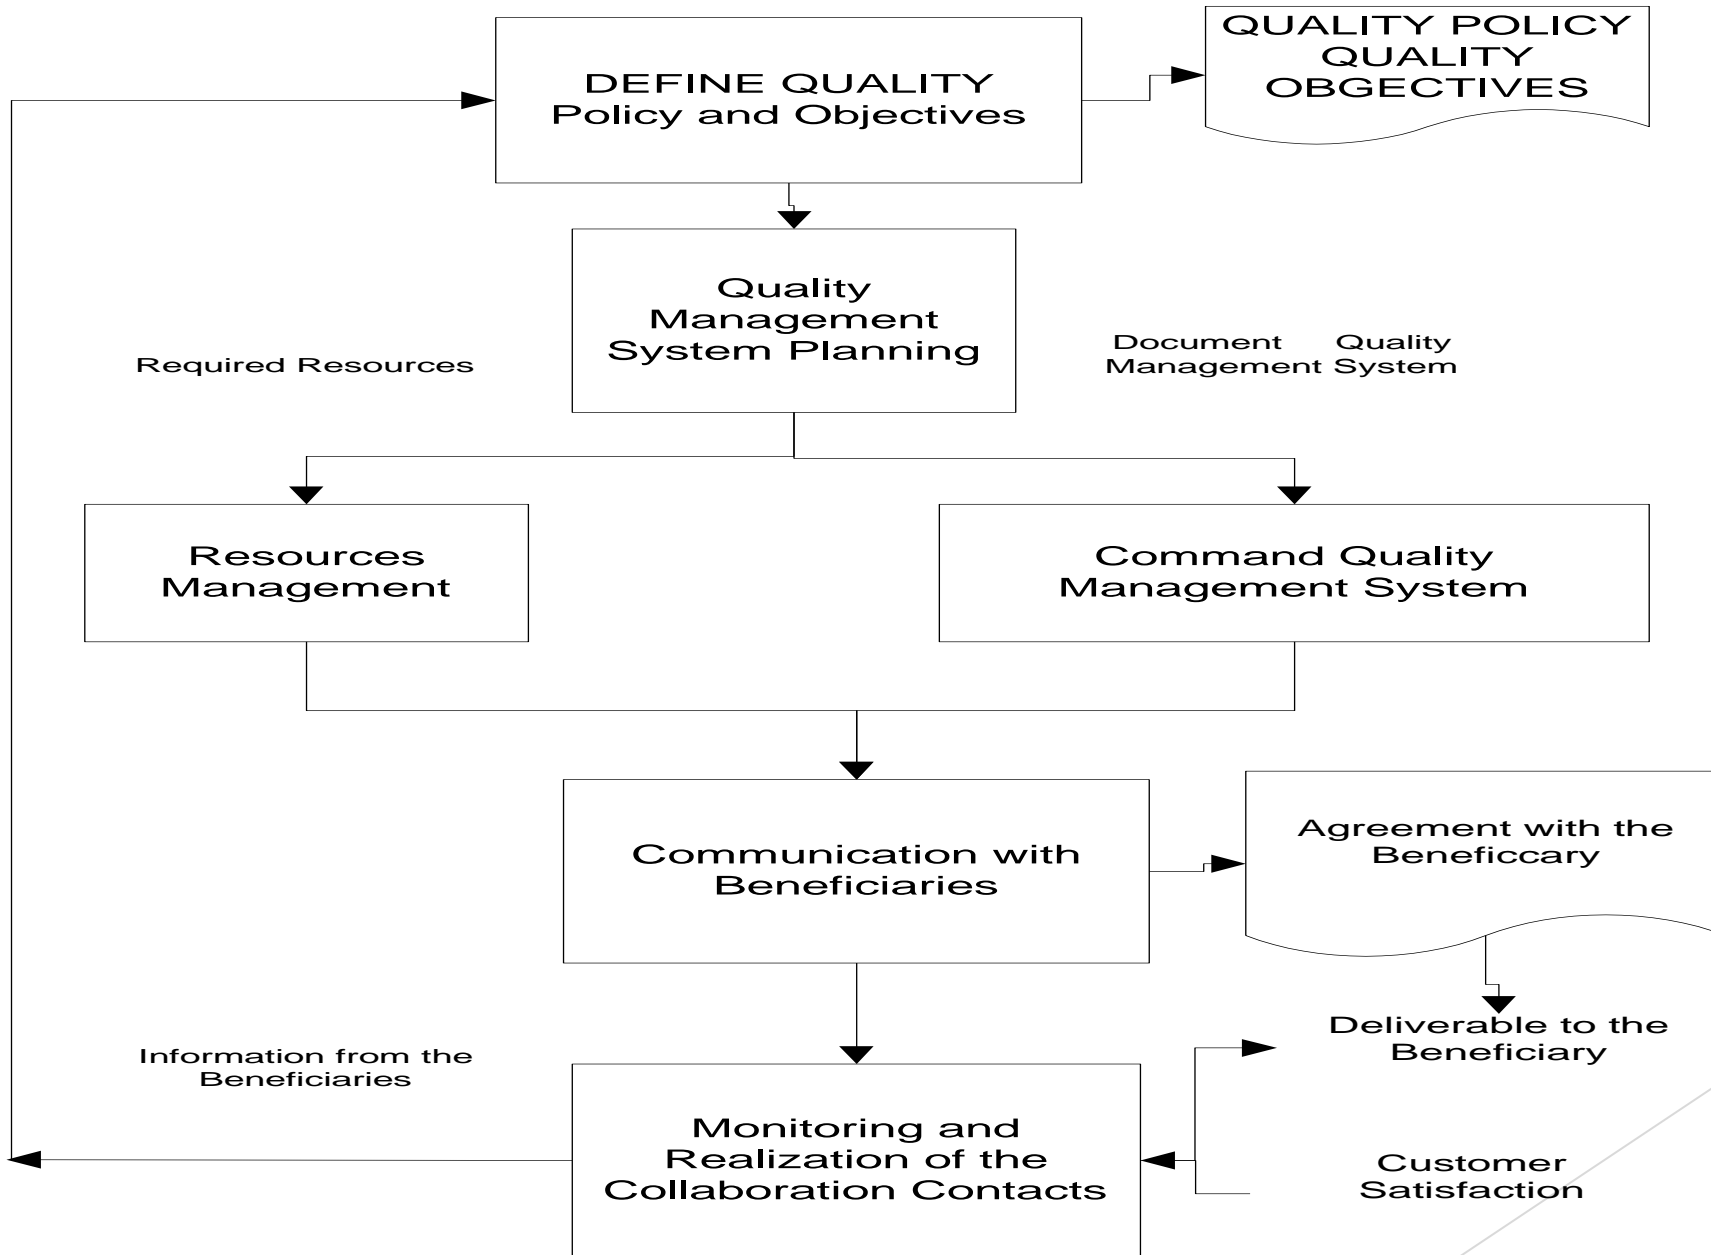 DEFINE QUALITY
Policy and Objectives
QUALITY POLICY
QUALITY
OBGECTIVES
Quality
Management
System Planning
Required Resources
Document Quality
Management System
Resources
Management
Command Quality
Management System
Communication with
Beneficiaries
Agreement with the
Beneficcary
Deliverable to the
Beneficiary
Information from the
Beneficiaries
Monitoring and
Realization of the
Collaboration Contacts
Customer
Satisfaction